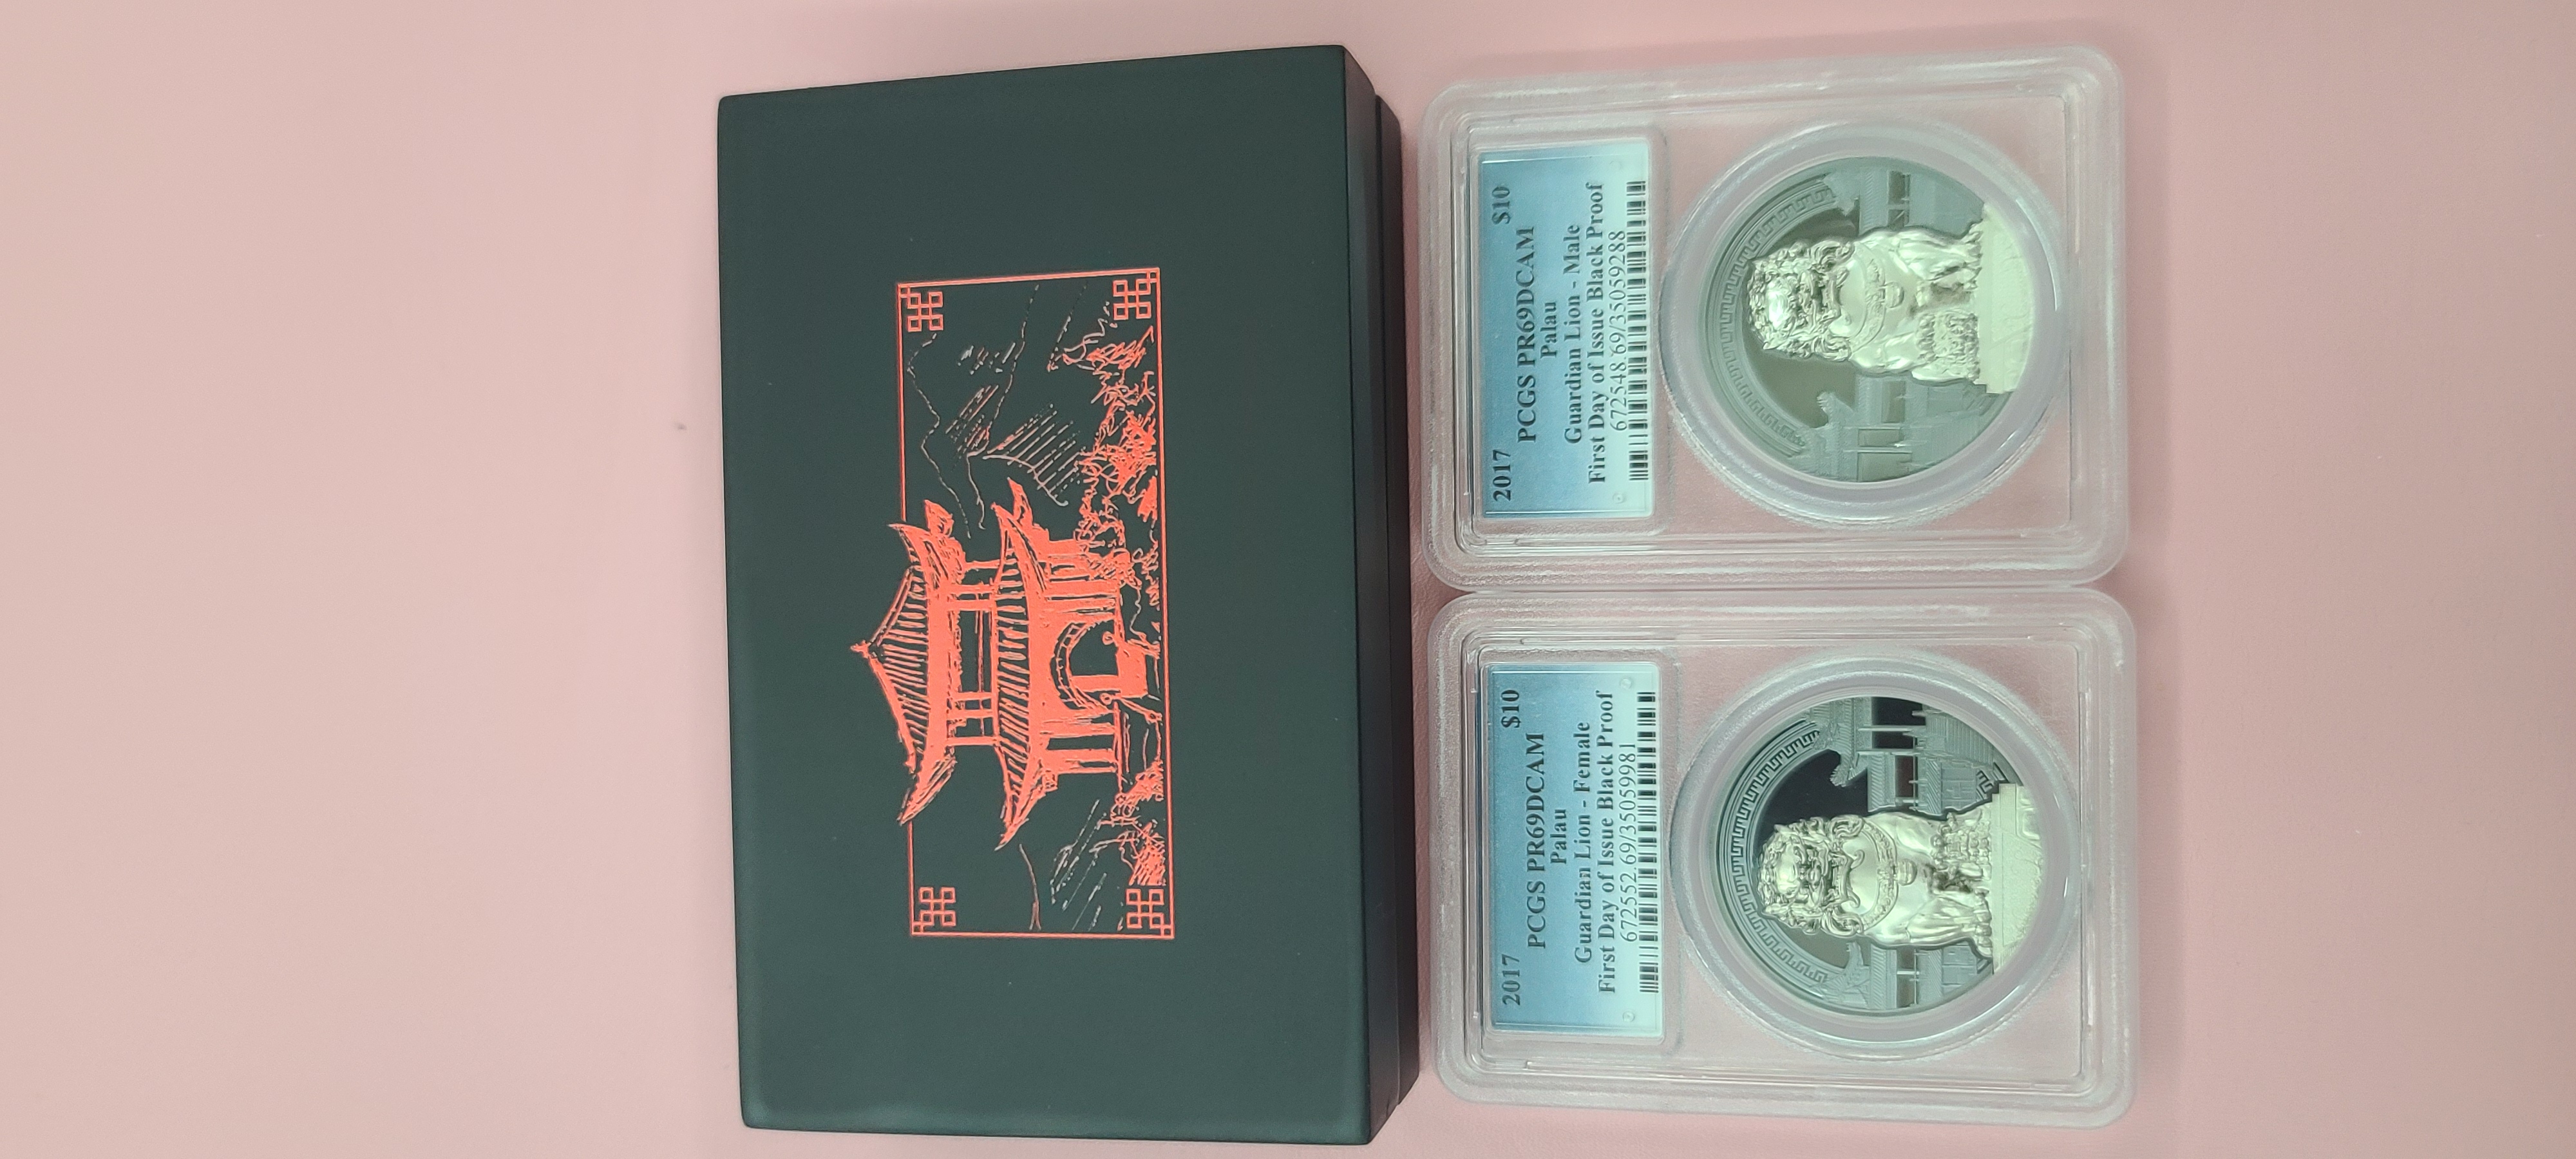 2017 $10
PCGS PR69DCAM
Palau
Guardian Lion - Female
First Day of Issue Black Proof
672552.69/35059981
2017 $10
PCGS PR69DCAM
Palau
Guardian Lion - Male
First Day of Issue Black Proof
672548.69/35059288